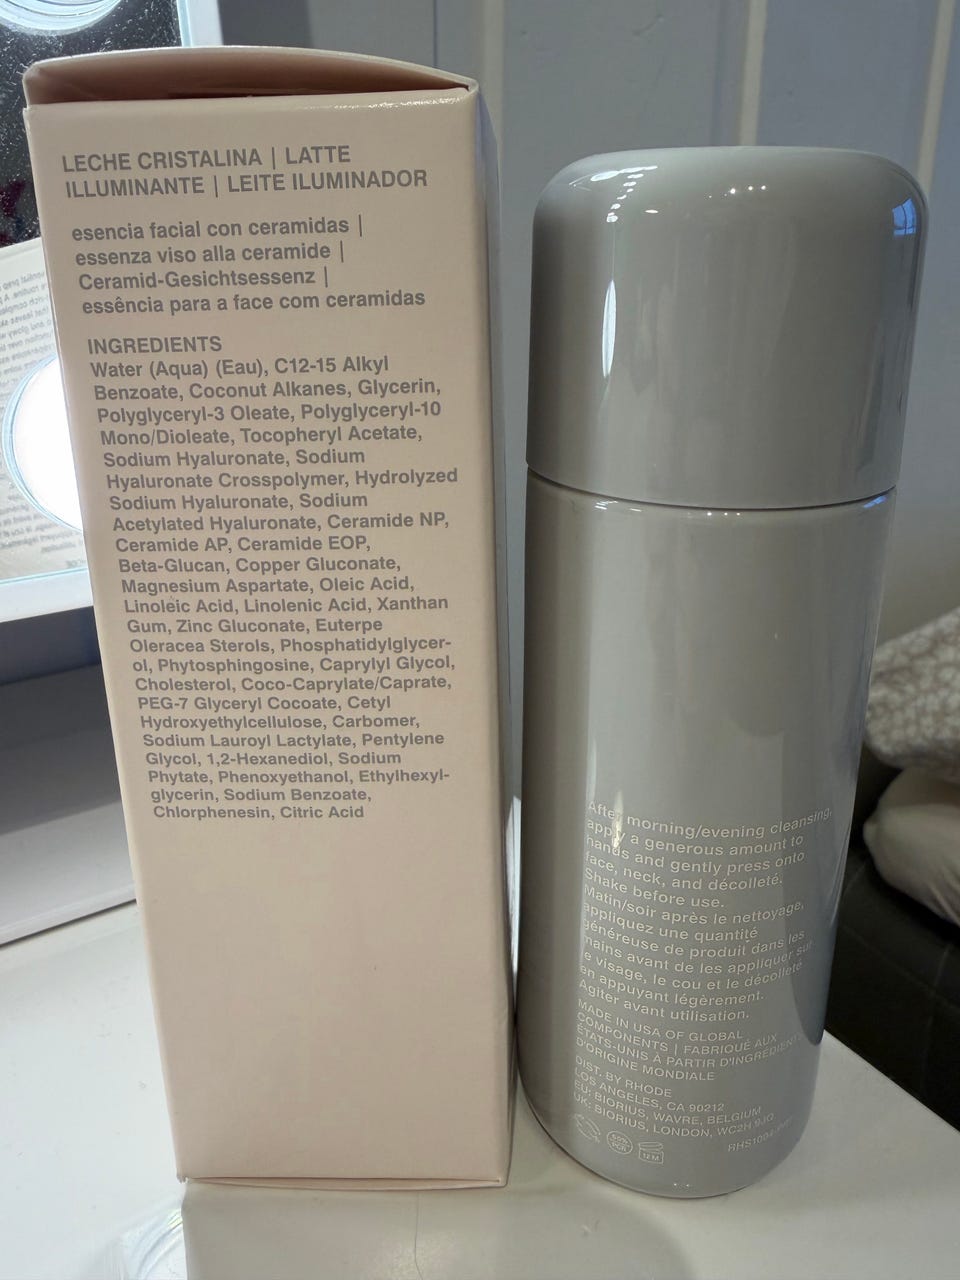 LECHE CRISTALINA | LATTE
ILLUMINANTE | LEITE ILUMINADOR
esencia facial con ceramidas |
essenza viso alla ceramide |
Ceramid-Gesichtsessenz |
essência para a face com ceramidas
INGREDIENTS
Water (Aqua) (Eau), C12-15 Alkyl
Benzoate, Coconut Alkanes, Glycerin,
Polyglyceryl-3 Oleate, Polyglyceryl-10
Mono/Dioleate, Tocopheryl Acetate,
Sodium Hyaluronate, Sodium
Hyaluronate Crosspolymer, Hydrolyzed
Sodium Hyaluronate, Sodium
Acetylated Hyaluronate, Ceramide NP,
Ceramide AP, Ceramide EOP,
Beta-Glucan, Copper Gluconate,
Magnesium Aspartate, Oleic Acid,
Linoleic Acid, Linolenic Acid, Xanthan
Gum, Zinc Gluconate, Euterpe
Oleracea Sterols, Phosphatidylglycer-
ol, Phytosphingosine, Caprylyl Glycol,
Cholesterol, Coco-Caprylate/Caprate,
PEG-7 Glyceryl Cocoate, Cetyl
Hydroxyethylcellulose, Carbomer,
Sodium Lauroyl Lactylate, Pentylene
Glycol, 1,2-Hexanediol, Sodium
Phytate, Phenoxyethanol, Ethylhexyl-
glycerin, Sodium Benzoate,
Chlorphenesin, Citric Acid
After morning/evening cleansing,
apply a generous amount to
hands and gently press onto
face, neck, and décolleté.
Shake before use.
Matin/soir après le nettoyage,
appliquez une quantité
généreuse de produit dans les
mains avant de les appliquer sur
le visage, le cou et le décolleté
en appuyant légèrement.
Agiter avant utilisation.
MADE IN USA OF GLOBAL
COMPONENTS | FABRIQUÉ AUX
ÉTATS-UNIS À PARTIR D'INGRÉDIENTS
D'ORIGINE MONDIALE
DIST. BY RHODE
LOS ANGELES, CA 90212
EU: BIORIUS, WAVRE, BELGIUM
UK: BIORIUS, LONDON, WC2H 9JQ
50%
PCR
12 M